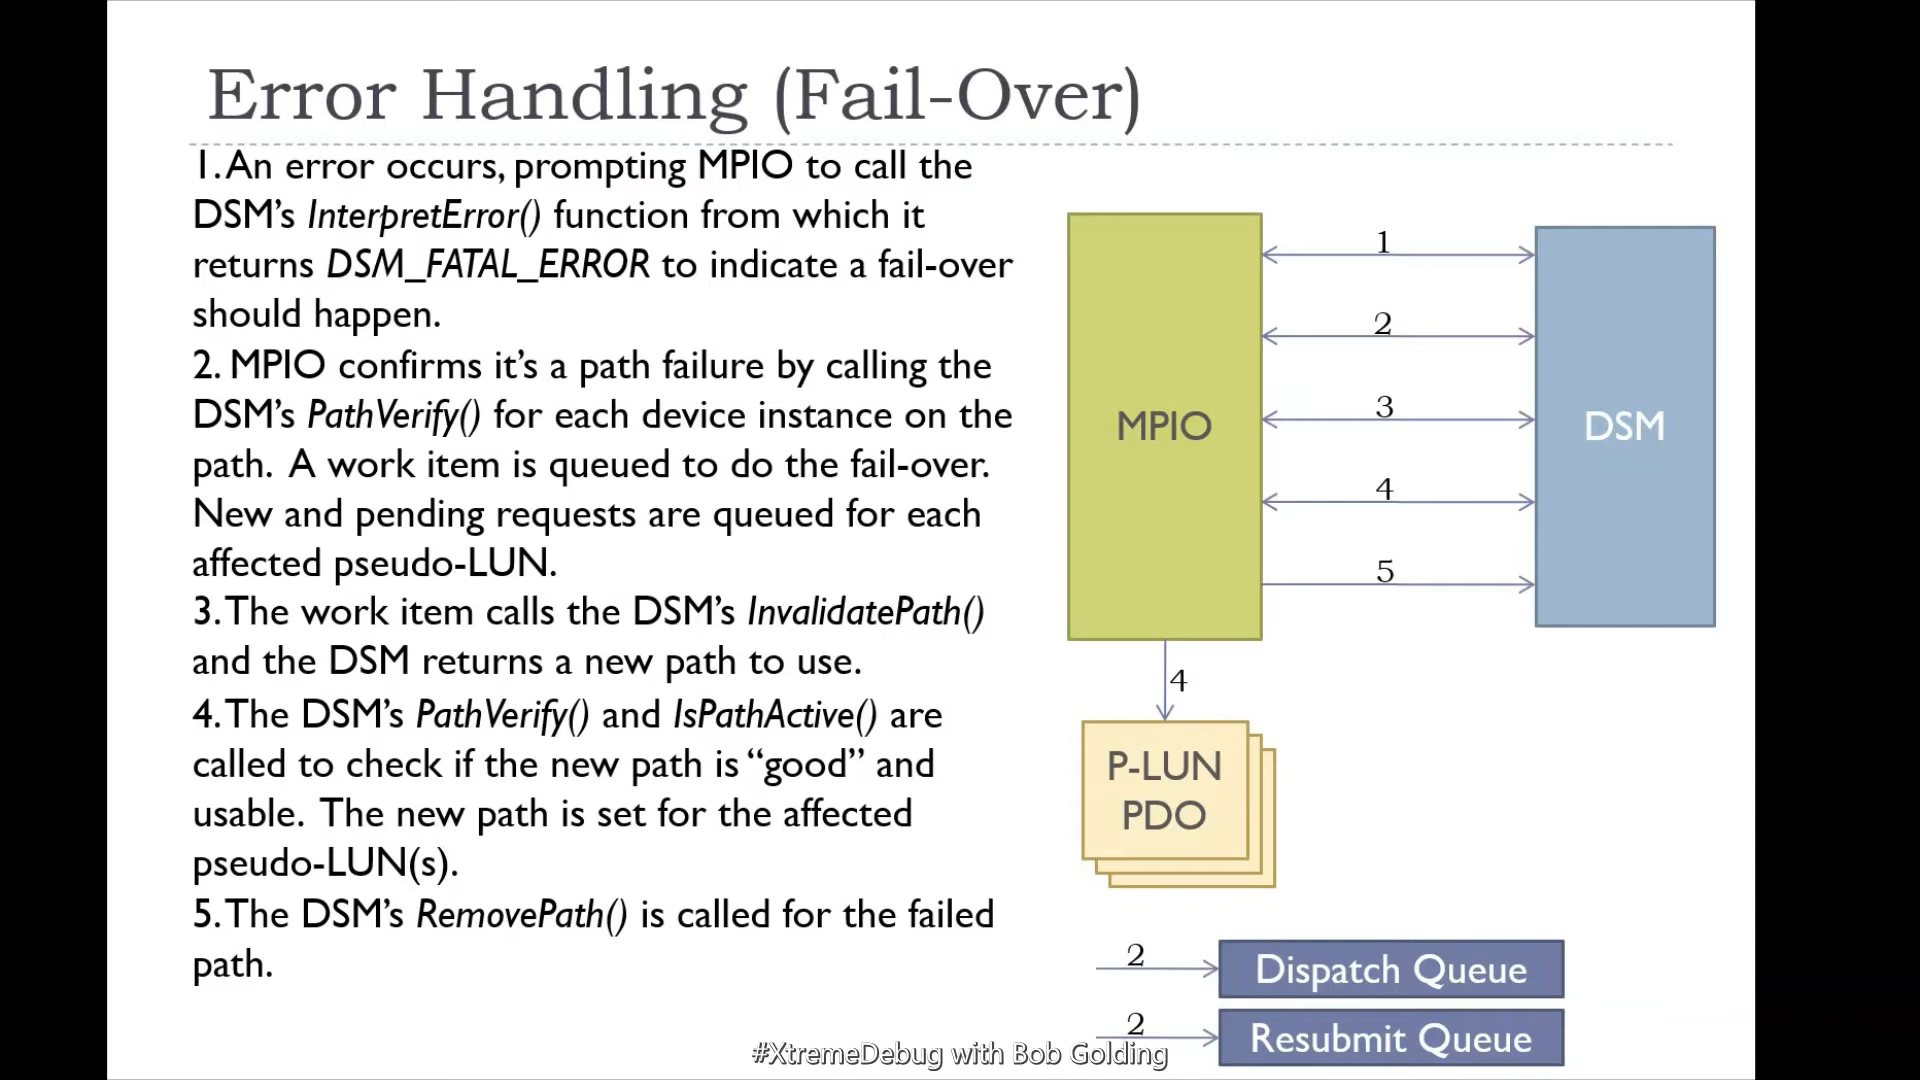 Error Handling (Fail-Over)
1. An error occurs, prompting MPIO to call the
DSM's InterpretError() function from which it
returns DSM_FATAL_ERROR to indicate a fail-over
should happen.
2. MPIO confirms it's a path failure by calling the
DSM's PathVerify() for each device instance on the
path. A work item is queued to do the fail-over.
New and pending requests are queued for each
affected pseudo-LUN.
3. The work item calls the DSM's InvalidatePath()
and the DSM returns a new path to use.
4. The DSM's PathVerify() and IsPathActive() are
called to check if the new path is “good” and
usable. The new path is set for the affected
pseudo-LUN(s).
5. The DSM's RemovePath() is called for the failed
path.
MPIO
1
2
3
4
5
DSM
4
P-LUN
PDO
2
Dispatch Queue
2
Resubmit Queue
#XtremeDebug with Bob Golding